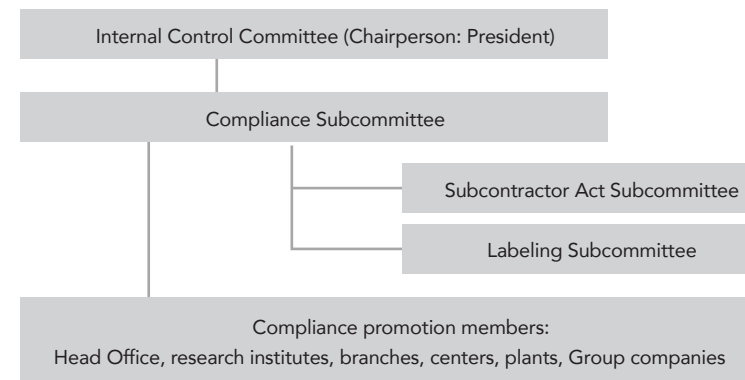 Internal Control Committee (Chairperson: President)
Compliance Subcommittee
Subcontractor Act Subcommittee
Labeling Subcommittee
Compliance promotion members:
Head Office, research institutes, branches, centers, plants, Group companies